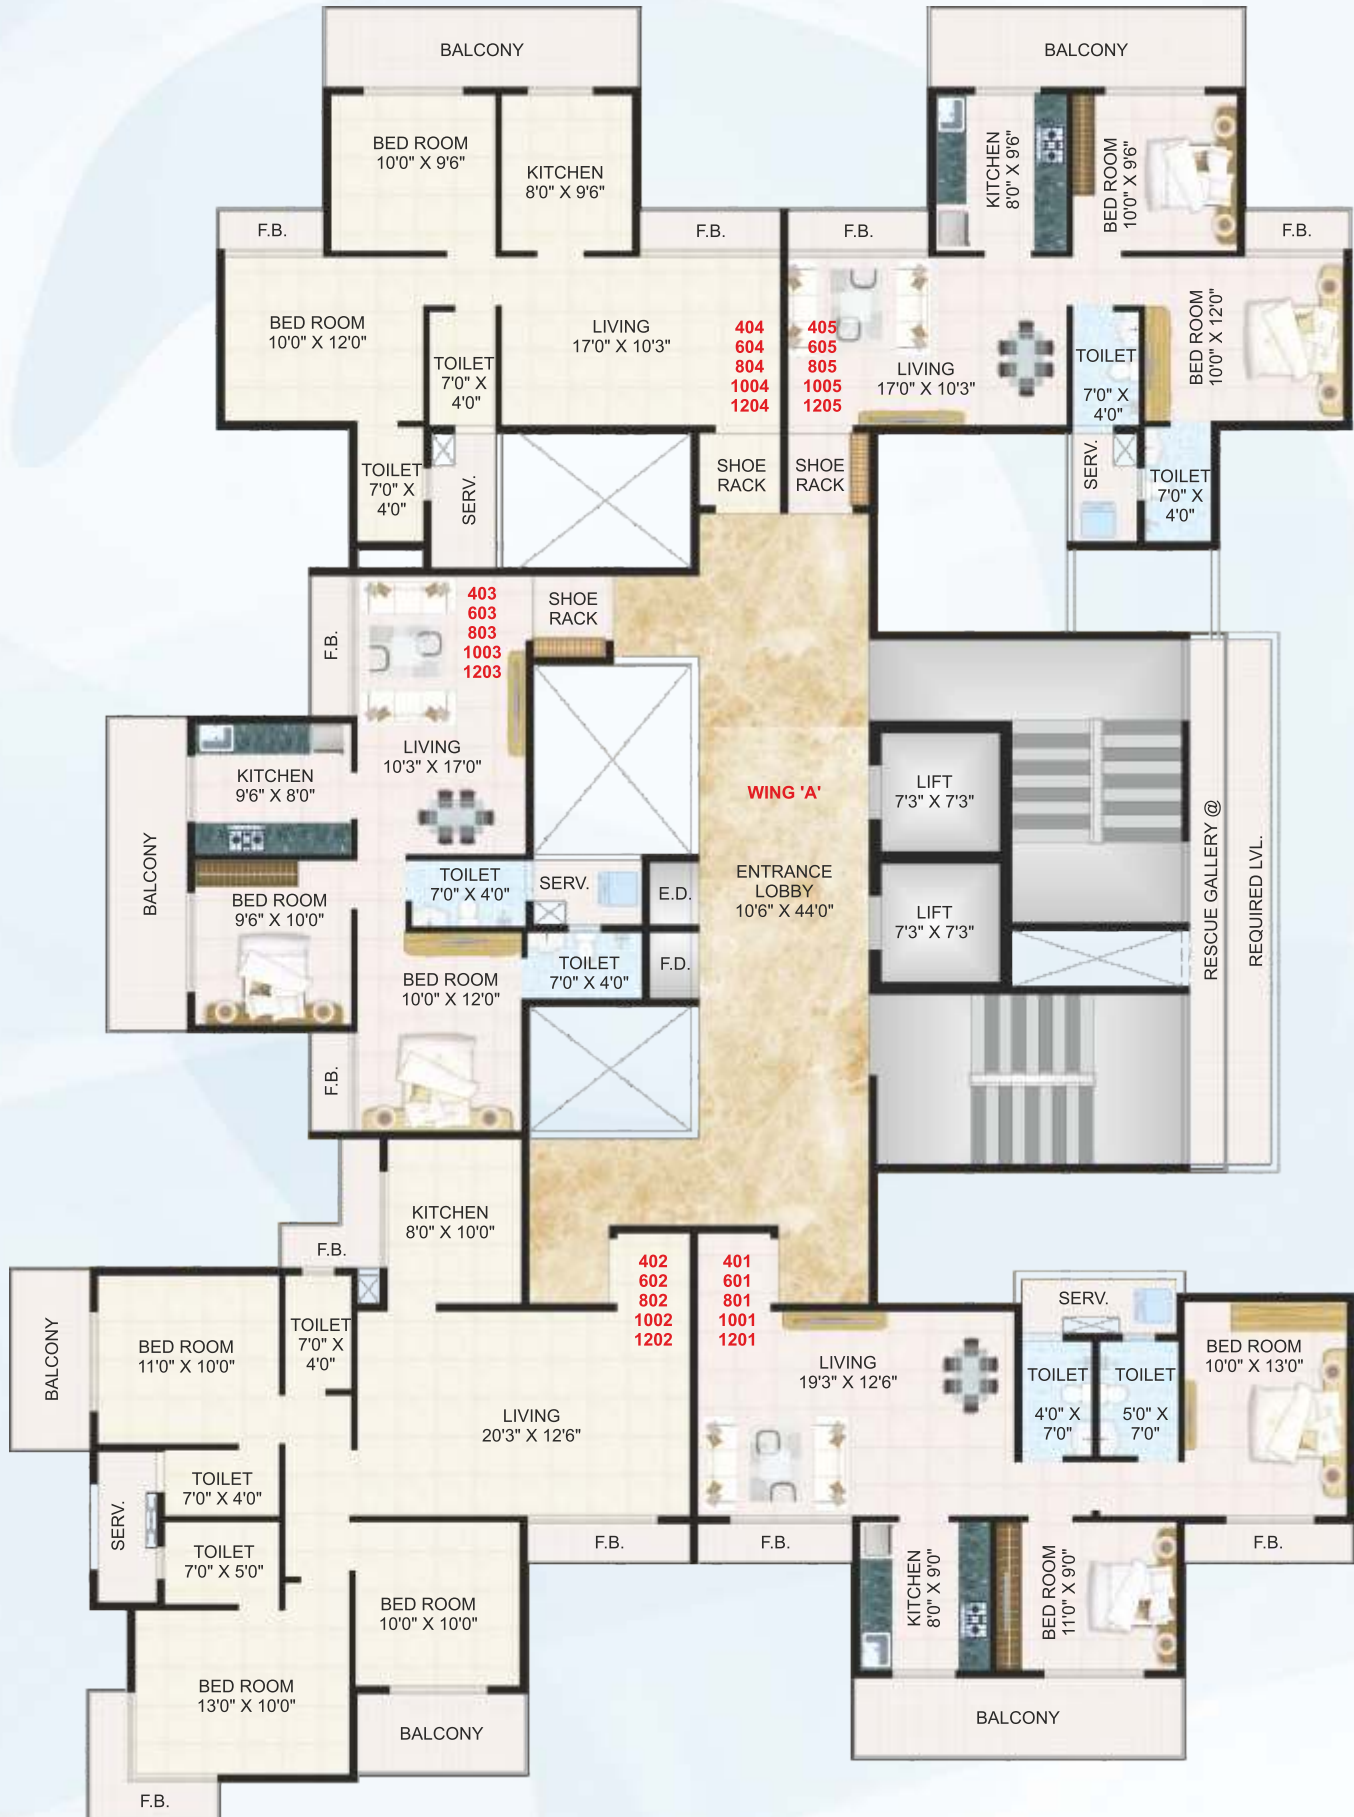 BALCONY
BED ROOM
10'0" X 9'6"
KITCHEN
8'0" X 9'6"
F.B.
F.B.
BED ROOM
10'0" X 12'0"
TOILET
7'0" X
4'0"
LIVING
17'0" X 10'3"
404
604
804
1004
1204
TOILET
7'0" X
4'0"
SERV.
SHOE
RACK
BALCONY
KITCHEN
8'0" X 9'6"
BED ROOM
10'0" X 9'6"
F.B.
F.B.
405
605
805
1005
1205
LIVING
17'0" X 10'3"
TOILET
7'0" X
4'0"
BED ROOM
10'0" X 12'0"
SHOE
RACK
SERV.
TOILET
7'0" X
4'0"
403
603
803
1003
1203
SHOE
RACK
F.B.
LIVING
10'3" X 17'0"
KITCHEN
9'6" X 8'0"
BALCONY
BED ROOM
9'6" X 10'0"
TOILET
7'0" X 4'0"
SERV.
E.D.
TOILET
7'0" X 4'0"
F.D.
BED ROOM
10'0" X 12'0"
F.B.
WING 'A'
ENTRANCE
LOBBY
10'6" X 44'0"
LIFT
7'3" X 7'3"
LIFT
7'3" X 7'3"
RESCUE GALLERY @
REQUIRED LVL.
KITCHEN
8'0" X 10'0"
F.B.
402
602
802
1002
1202
BALCONY
BED ROOM
11'0" X 10'0"
TOILET
7'0" X
4'0"
LIVING
20'3" X 12'6"
TOILET
7'0" X 4'0"
SERV.
TOILET
7'0" X 5'0"
F.B.
BED ROOM
10'0" X 10'0"
BED ROOM
13'0" X 10'0"
BALCONY
F.B.
401
601
801
1001
1201
LIVING
19'3" X 12'6"
SERV.
TOILET
4'0" X
7'0"
TOILET
5'0" X
7'0"
BED ROOM
10'0" X 13'0"
F.B.
KITCHEN
8'0" X 9'0"
BED ROOM
11'0" X 9'0"
F.B.
BALCONY